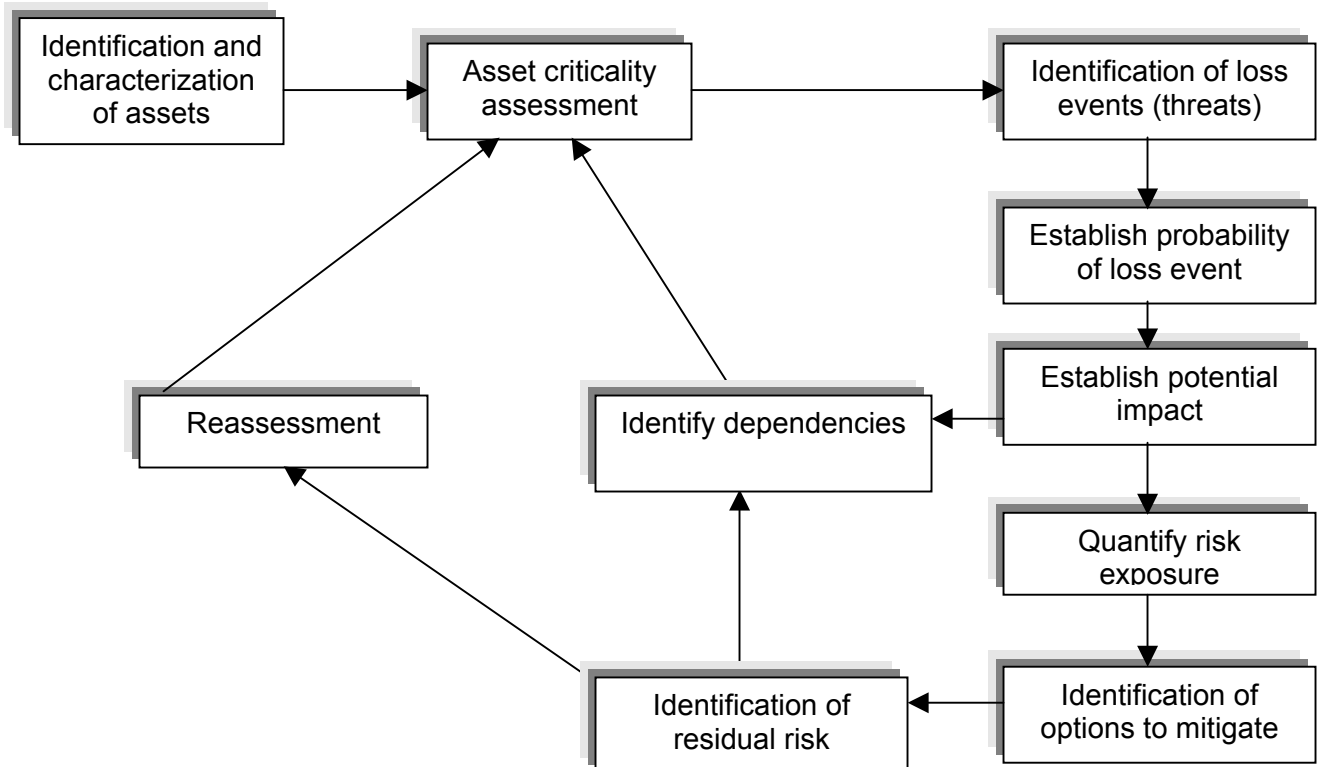 Identification and
characterization
of assets
Asset criticality
assessment
Identification of loss
events (threats)
Establish probability
of loss event
Establish potential
impact
Reassessment
Identify dependencies
Quantify risk
exposure
Identification of
residual risk
Identification of
options to mitigate